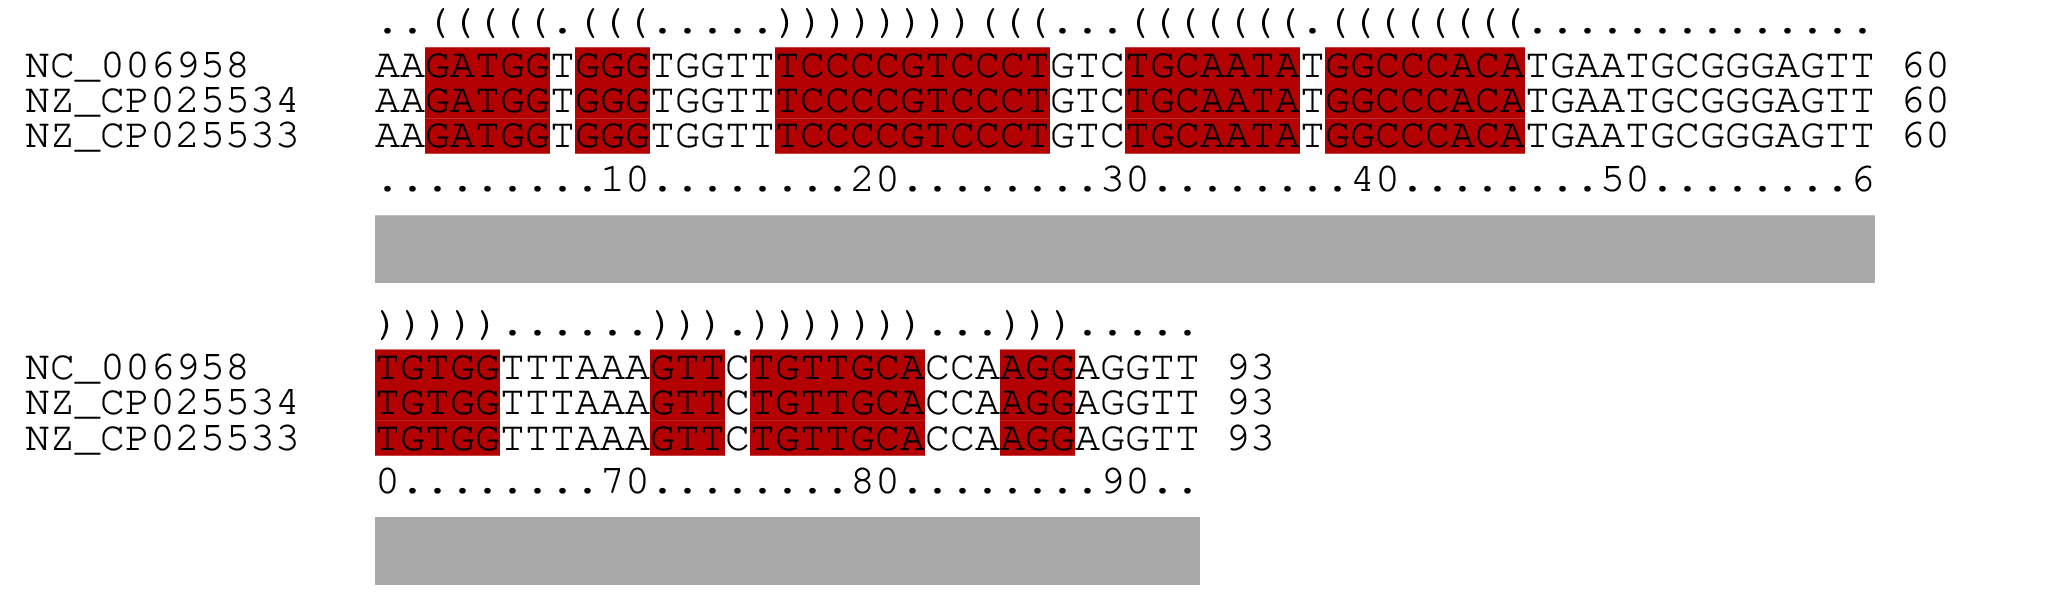 ..(((((.(((.....))))))))(((...(((((((.((((((((..............
NC_006958 AAGATGGTGGGTGGTTTCCCCGTCCCTGTCTGCAATATGGCCCACATGAATGCGGGAGTT 60
NZ_CP025534 AAGATGGTGGGTGGTTTCCCCGTCCCTGTCTGCAATATGGCCCACATGAATGCGGGAGTT 60
NZ_CP025533 AAGATGGTGGGTGGTTTCCCCGTCCCTGTCTGCAATATGGCCCACATGAATGCGGGAGTT 60
.........10........20........30........40........50........6
)))))......))).)))))))...))).....
NC_006958 TGTGGTTTAAAGTTCTGTTGCACCAAGGAGGTT 93
NZ_CP025534 TGTGGTTTAAAGTTCTGTTGCACCAAGGAGGTT 93
NZ_CP025533 TGTGGTTTAAAGTTCTGTTGCACCAAGGAGGTT 93
0........70........80........90..